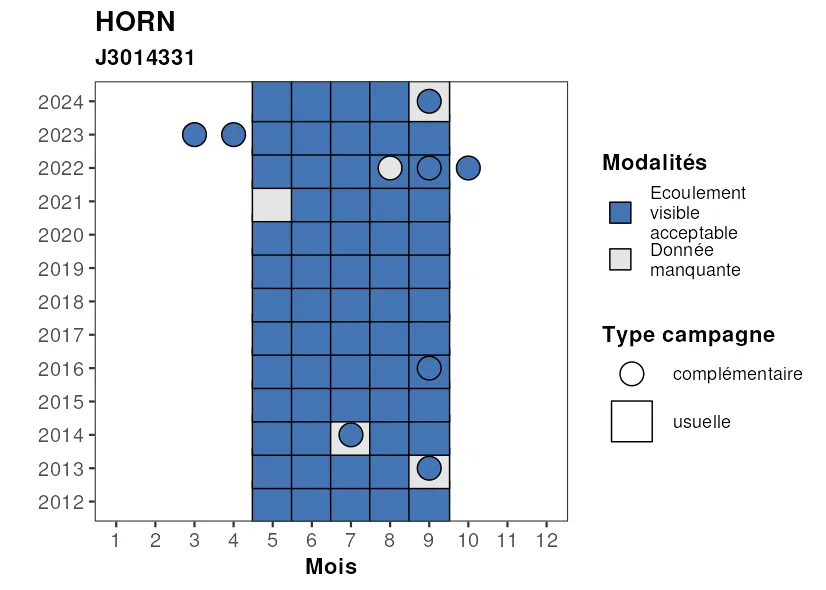 HORN
J3014331
2024
2023
2022
2021
2020
2019
2018
2017
2016
2015
2014
2013
2012
1 2 3 4 5 6 7 8 9 10 11 12
Mois
Modalités
Ecoulement
visible
acceptable
Donnée
manquante
Type campagne
complémentaire
usuelle